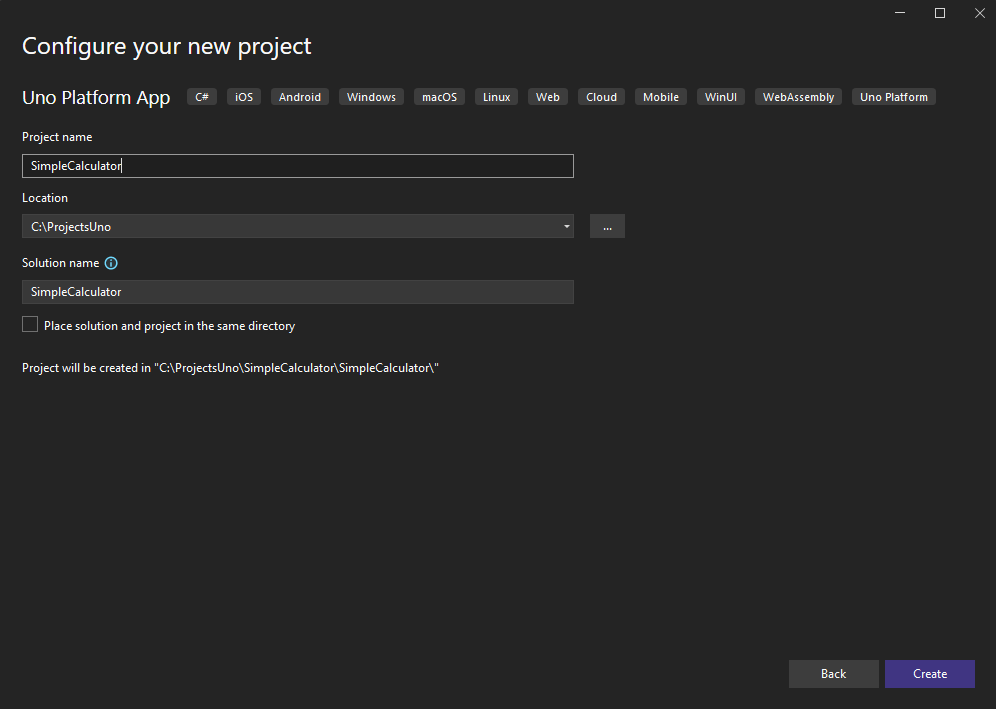 Configure your new project
Uno Platform App C# iOS Android Windows macOS Linux Web Cloud Mobile WinUI WebAssembly Uno Platform
Project name
SimpleCalculator
Location
C:\ProjectsUno
...
Solution name
SimpleCalculator
Place solution and project in the same directory
Project will be created in "C:\ProjectsUno\SimpleCalculator\SimpleCalculator\"
Back Create